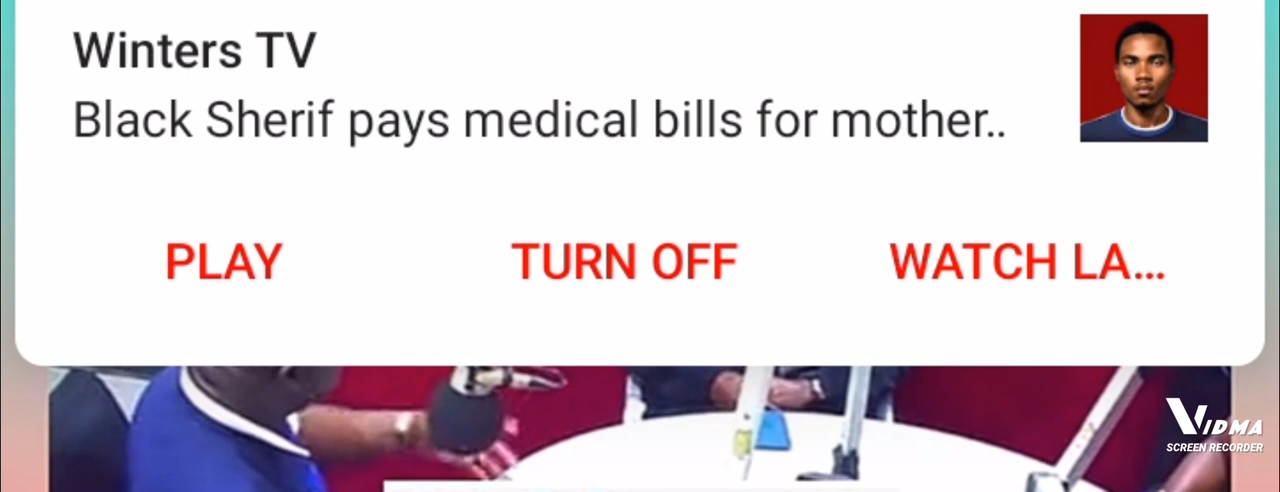 Winters TV
Black Sherif pays medical bills for mother..
PLAY TURN OFF WATCH LA...
VIDMA
SCREEN RECORDER